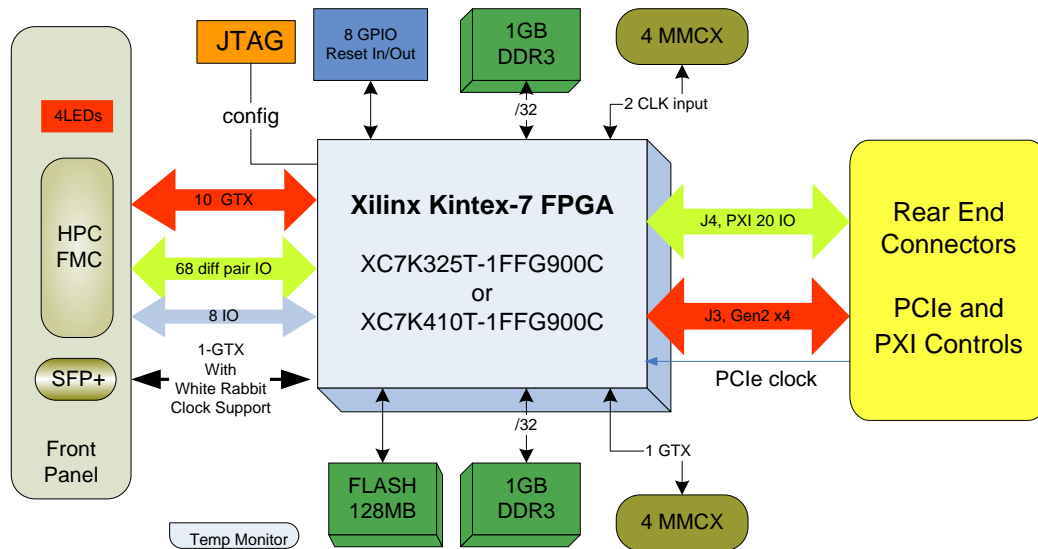 JTAG
8 GPIO
Reset In/Out
1GB
DDR3
4 MMCX
4LEDs
config
/32
2 CLK input
HPC
FMC
10 GTX
68 diff pair IO
8 IO
Xilinx Kintex-7 FPGA
XC7K325T-1FFG900C
or
XC7K410T-1FFG900C
J4, PXI 20 IO
J3, Gen2 x4
PCIe clock
Rear End
Connectors
PCIe and
PXI Controls
SFP+
1-GTX
With
White Rabbit
Clock Support
Front
Panel
/32
1 GTX
FLASH
128MB
1GB
DDR3
4 MMCX
Temp Monitor